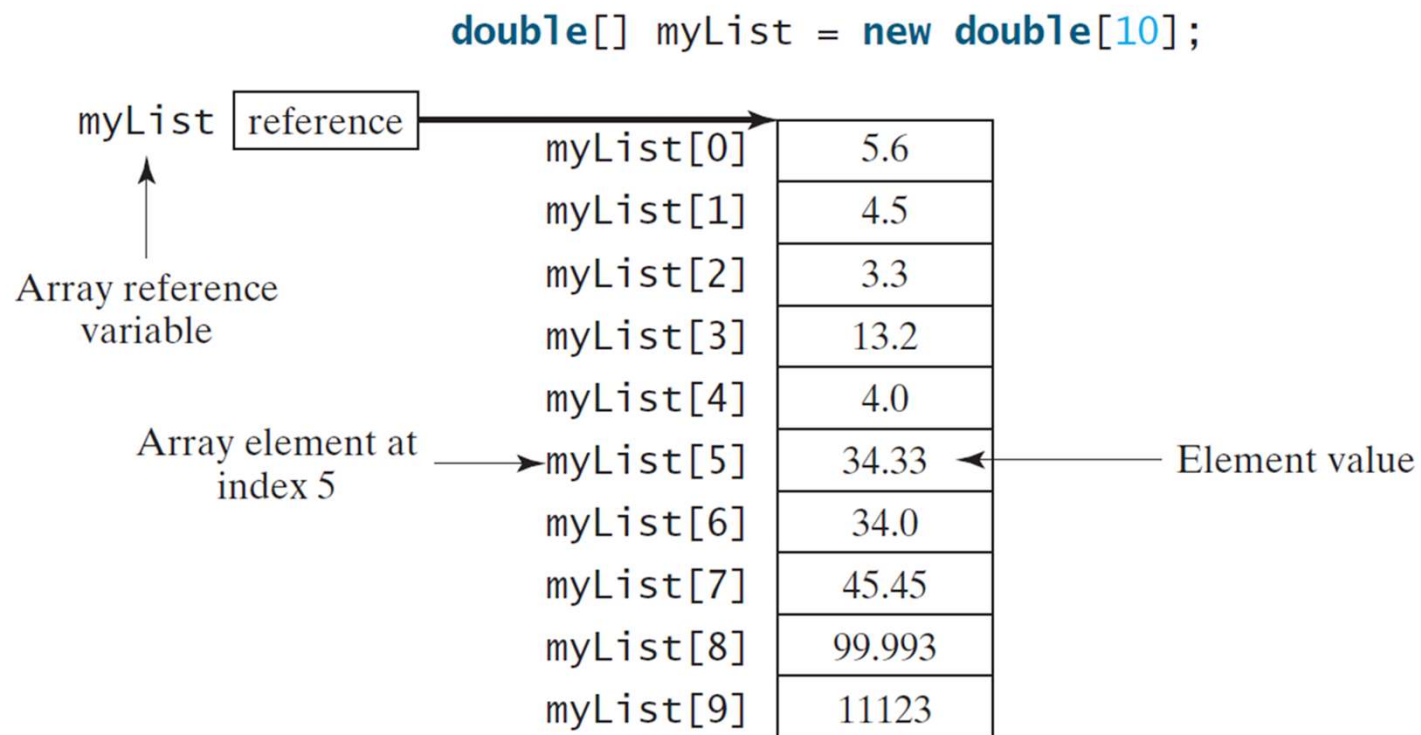 double[] myList = new double[10];
myList reference
myList[0] 5.6
myList[1] 4.5
myList[2] 3.3
Array reference
variable
myList[3] 13.2
myList[4] 4.0
Array element at
index 5
myList[5] 34.33 Element value
myList[6] 34.0
myList[7] 45.45
myList[8] 99.993
myList[9] 11123